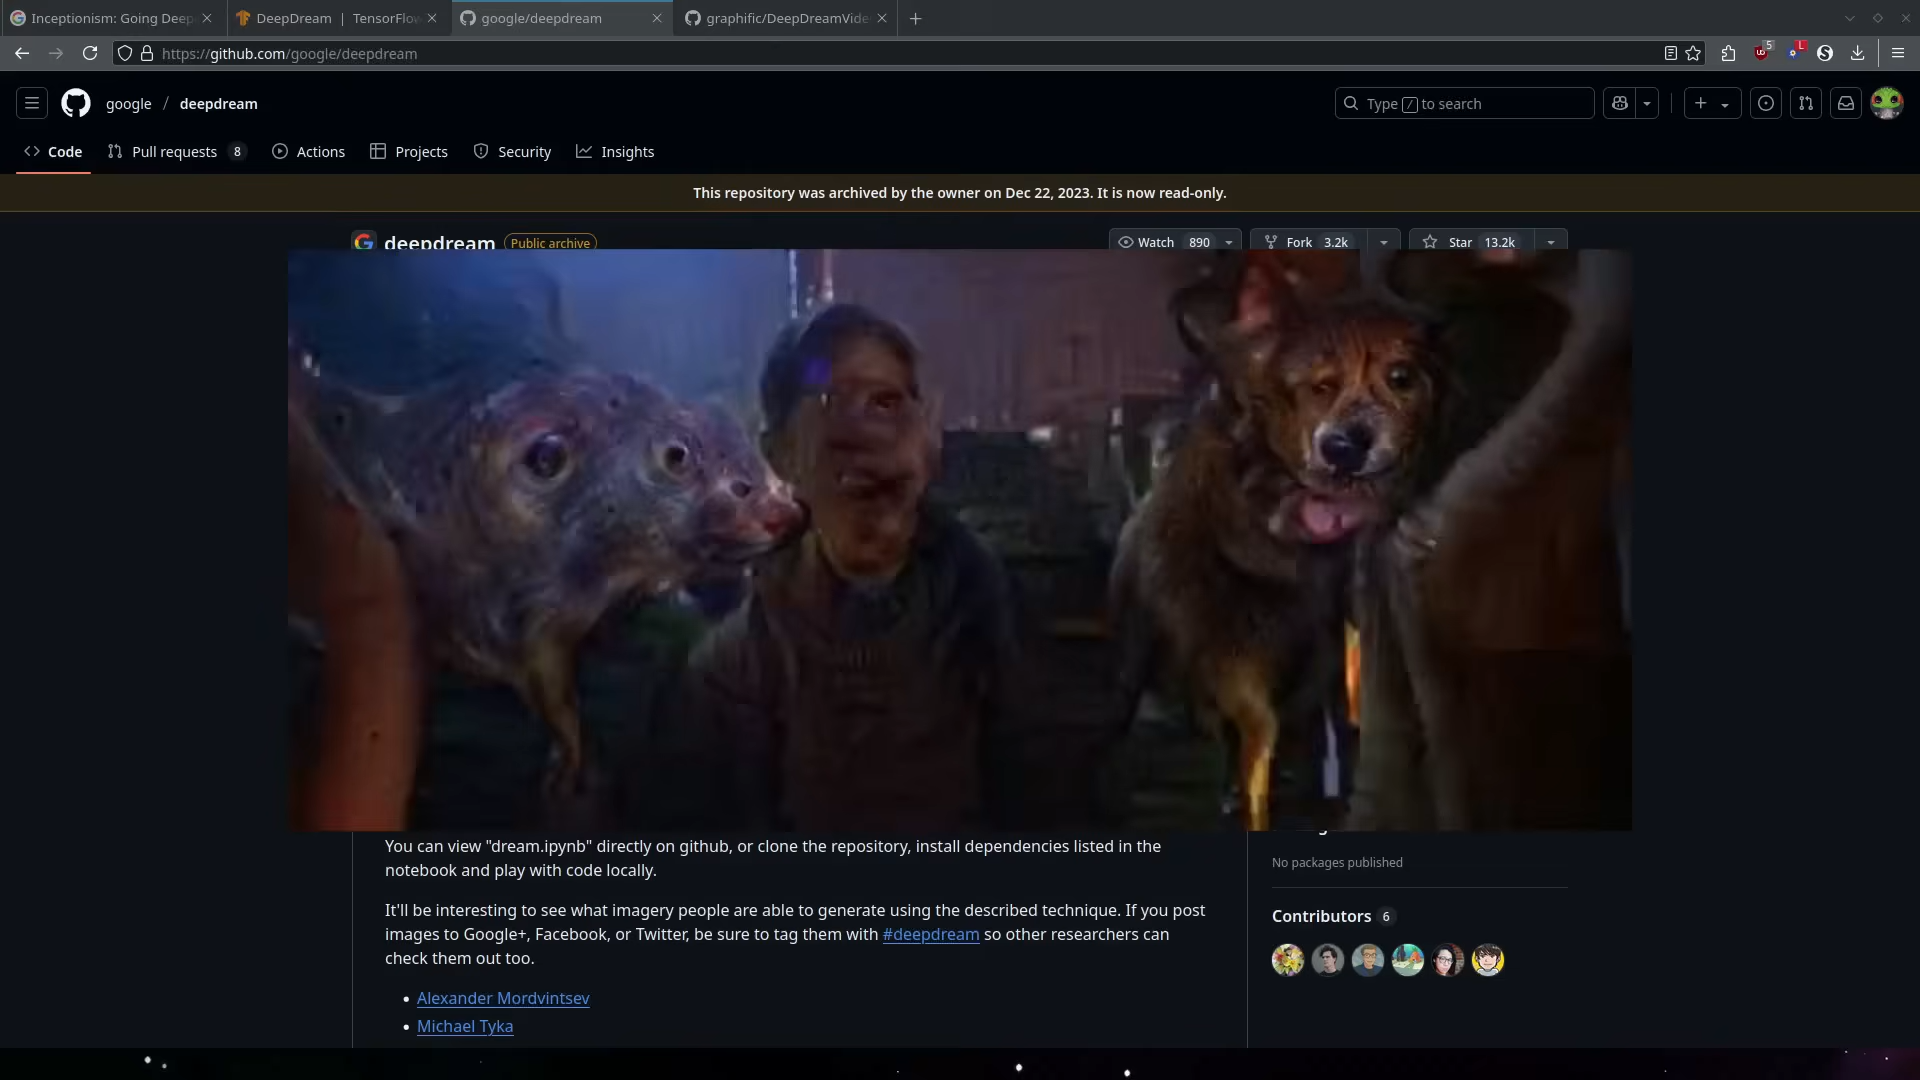 Inceptionism: Going Deep
DeepDream | TensorFlow
google/deepdream
graphific/DeepDreamVide
https://github.com/google/deepdream
5
L
google / deepdream
Type / to search
Code
Pull requests 8
Actions
Projects
Security
Insights
This repository was archived by the owner on Dec 22, 2023. It is now read-only.
deepdream Public archive
Watch 890
Fork 3.2k
Star 13.2k
You can view "dream.ipynb" directly on github, or clone the repository, install dependencies listed in the
notebook and play with code locally.
It'll be interesting to see what imagery people are able to generate using the described technique. If you post
images to Google+, Facebook, or Twitter, be sure to tag them with #deepdream so other researchers can
check them out too.
• Alexander Mordvintsev
• Michael Tyka
No packages published
Contributors 6